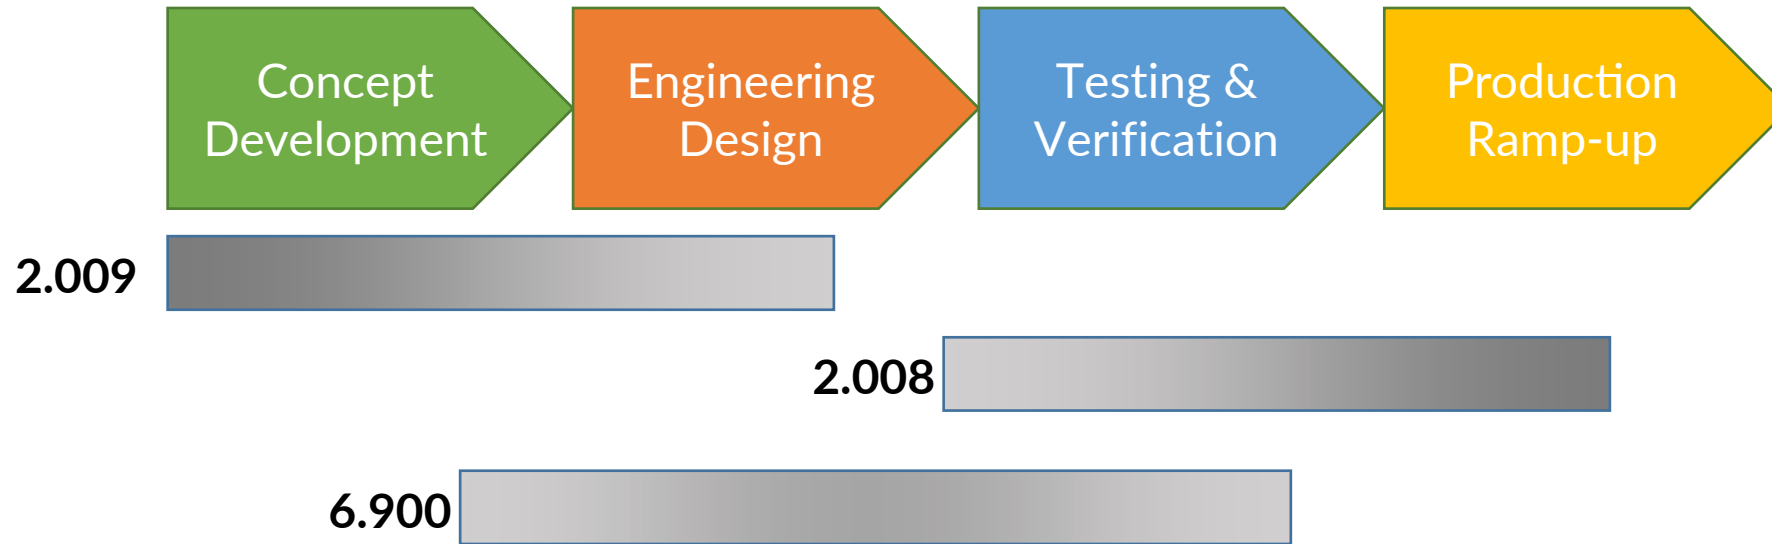 Concept
Development
Engineering
Design
Testing &
Verification
Production
Ramp-up
2.009
2.008
6.900